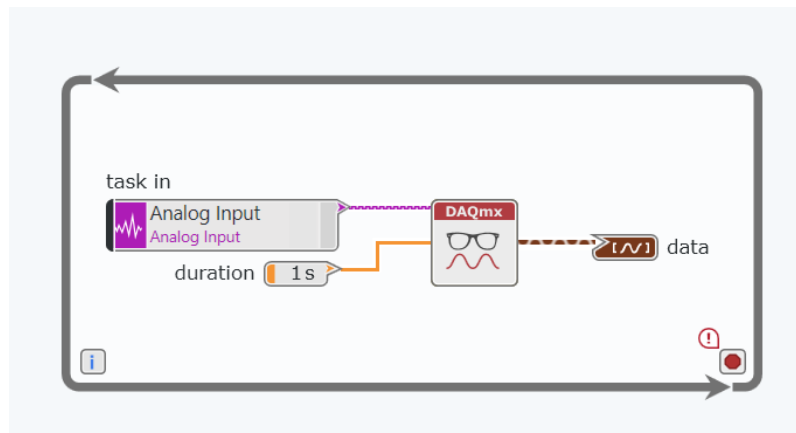 task in
Analog Input
Analog Input
DAQmx
duration
1 s
data
!
i